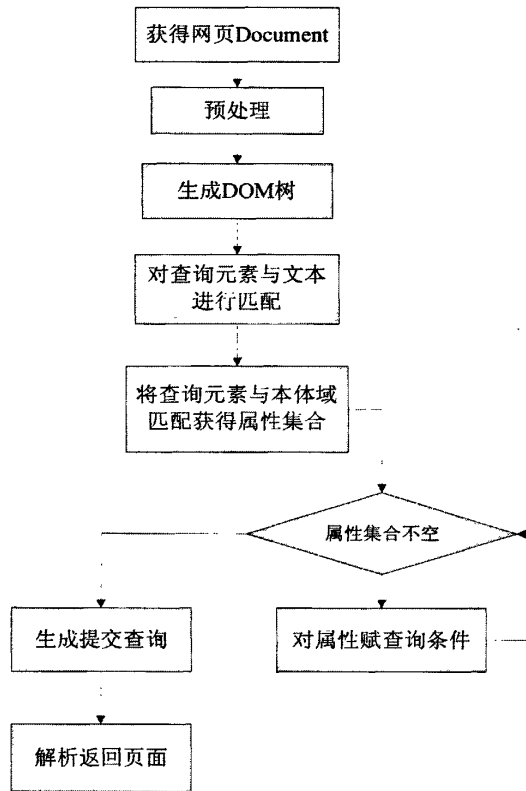 获得网页Document
预处理
生成DOM树
对查询元素与文本
进行匹配
将查询元素与本体域
匹配获得属性集合
属性集合不空
生成提交查询
对属性赋查询条件
解析返回页面